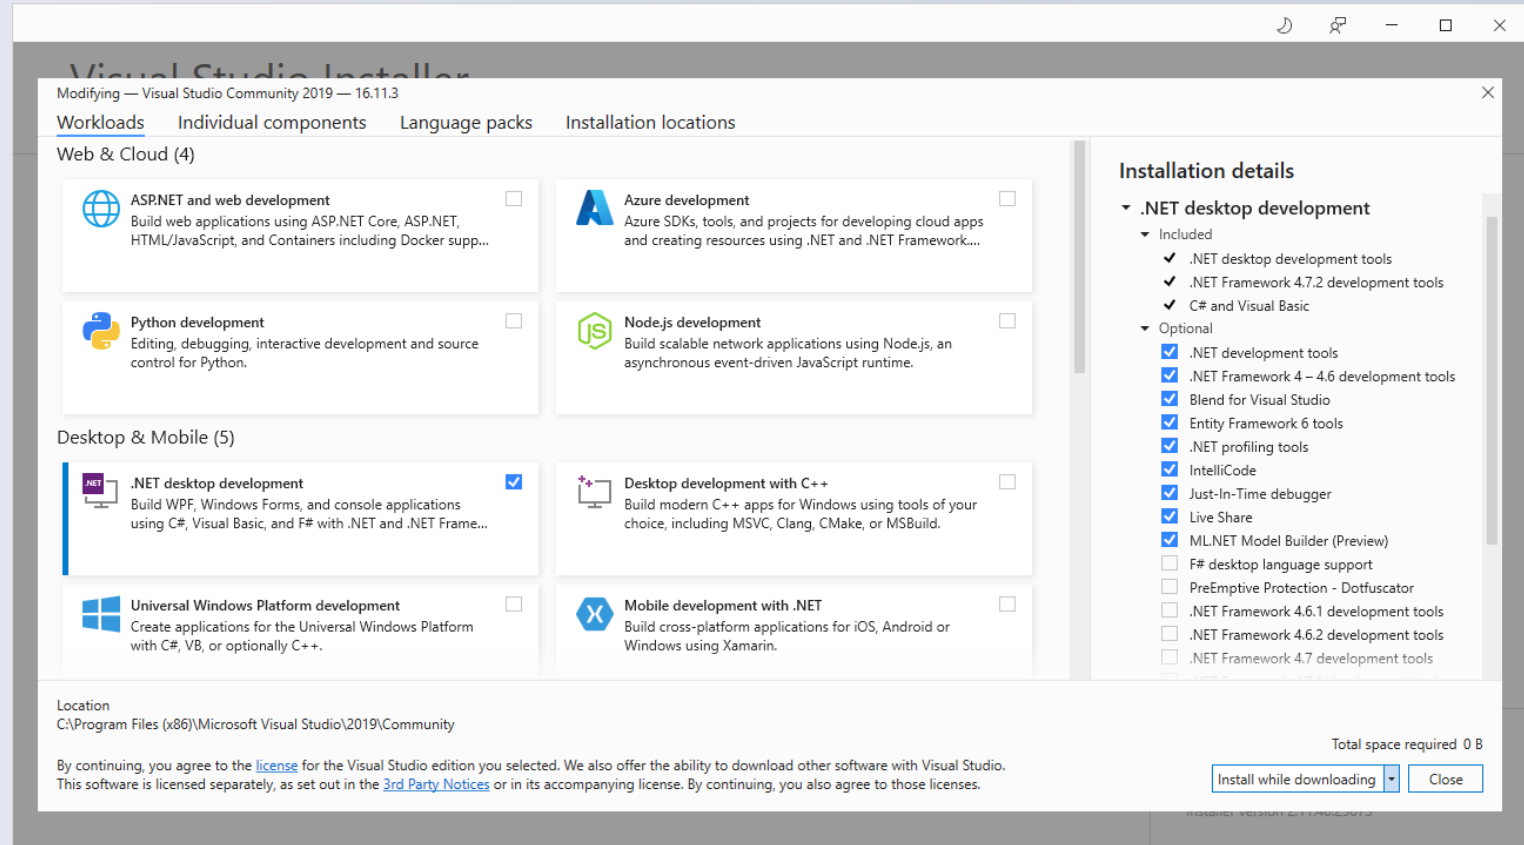 Visual Studio Installer
Modifying — Visual Studio Community 2019 — 16.11.3
Workloads
Individual components
Language packs
Installation locations
Web & Cloud (4)
ASP.NET and web development
Build web applications using ASP.NET Core, ASP.NET,
HTML/JavaScript, and Containers including Docker supp...
Azure development
Azure SDKs, tools, and projects for developing cloud apps
and creating resources using .NET and .NET Framework....
Python development
Editing, debugging, interactive development and source
control for Python.
Node.js development
Build scalable network applications using Node.js, an
asynchronous event-driven JavaScript runtime.
Desktop & Mobile (5)
.NET
.NET desktop development
Build WPF, Windows Forms, and console applications
using C#, Visual Basic, and F# with .NET and .NET Frame...
Desktop development with C++
Build modern C++ apps for Windows using tools of your
choice, including MSVC, Clang, CMake, or MSBuild.
Universal Windows Platform development
Create applications for the Universal Windows Platform
with C#, VB, or optionally C++.
Mobile development with .NET
Build cross-platform applications for iOS, Android or
Windows using Xamarin.
Installation details
.NET desktop development
Included
.NET desktop development tools
.NET Framework 4.7.2 development tools
C# and Visual Basic
Optional
.NET development tools
.NET Framework 4 – 4.6 development tools
Blend for Visual Studio
Entity Framework 6 tools
.NET profiling tools
IntelliCode
Just-In-Time debugger
Live Share
ML.NET Model Builder (Preview)
F# desktop language support
PreEmptive Protection - Dotfuscator
.NET Framework 4.6.1 development tools
.NET Framework 4.6.2 development tools
.NET Framework 4.7 development tools
Location
C:\Program Files (x86)\Microsoft Visual Studio\2019\Community
By continuing, you agree to the license for the Visual Studio edition you selected. We also offer the ability to download other software with Visual Studio.
This software is licensed separately, as set out in the 3rd Party Notices or in its accompanying license. By continuing, you also agree to those licenses.
Total space required 0 B
Install while downloading
Close